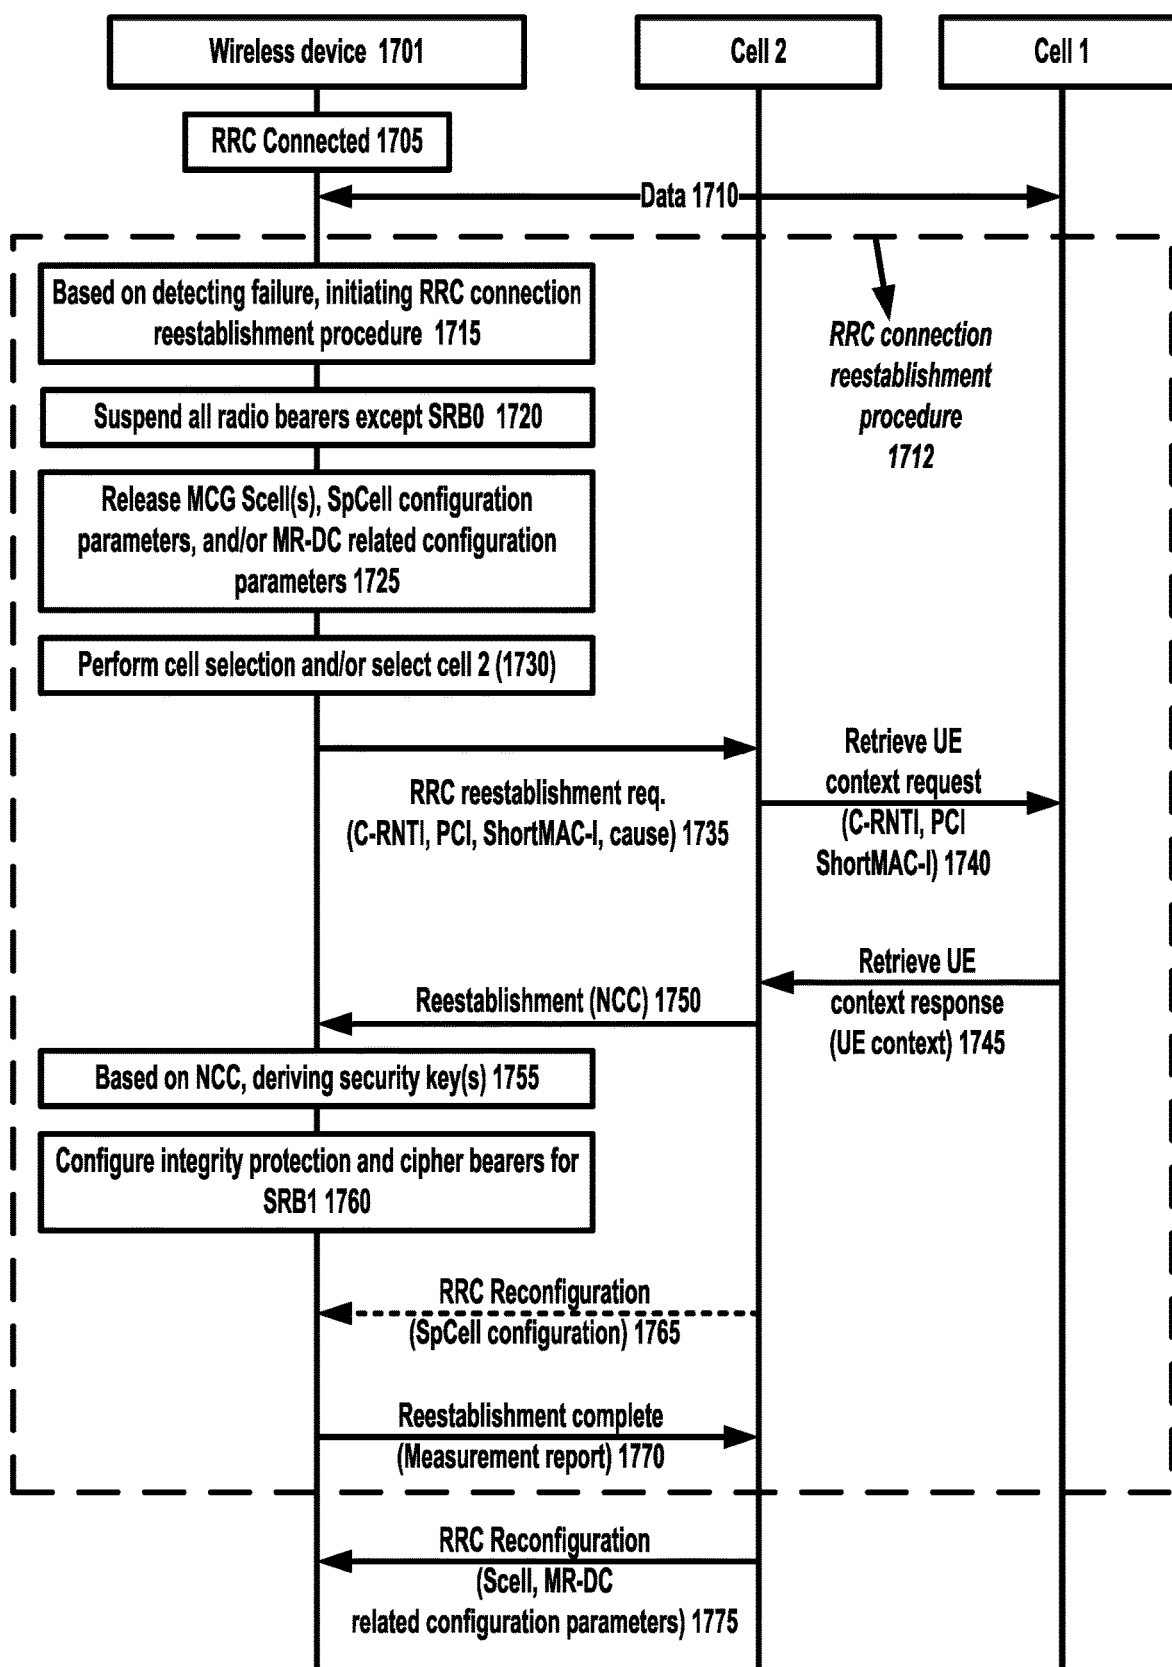 Wireless device 1701
Cell 2
Cell 1
RRC Connected 1705
Data 1710
Based on detecting failure, initiating RRC connection
reestablishment procedure 1715
RRC connection
reestablishment
procedure
1712
Suspend all radio bearers except SRB0 1720
Release MCG Scell(s), SpCell configuration
parameters, and/or MR-DC related configuration
parameters 1725
Perform cell selection and/or select cell 2 (1730)
RRC reestablishment req.
(C-RNTI, PCI, ShortMAC-I, cause) 1735
Retrieve UE
context request
(C-RNTI, PCI
ShortMAC-I) 1740
Retrieve UE
context response
(UE context) 1745
Reestablishment (NCC) 1750
Based on NCC, deriving security key(s) 1755
Configure integrity protection and cipher bearers for
SRB1 1760
RRC Reconfiguration
(SpCell configuration) 1765
Reestablishment complete
(Measurement report) 1770
RRC Reconfiguration
(Scell, MR-DC
related configuration parameters) 1775